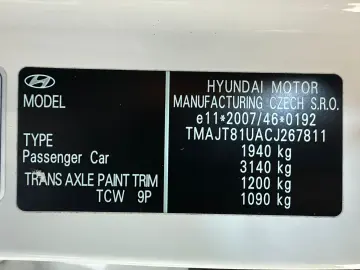 HYUNDAI MOTOR
MANUFACTURING CZECH S.R.O.
e11*2007/46*0192
TMAJT81UACJ267811
1940 kg
3140 kg
1200 kg
1090 kg
MODEL
TYPE
Passenger Car
TRANS AXLE PAINT TRIM
TCW 9P